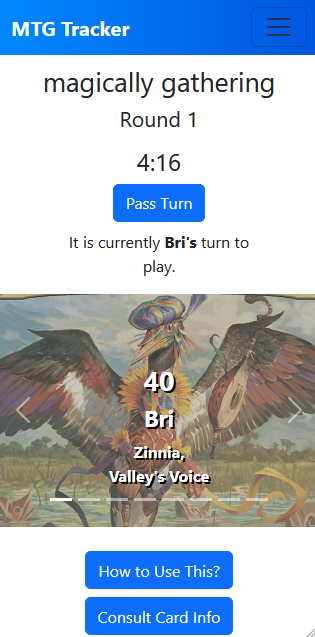 MTG Tracker
magically gathering
Round 1
4:16
Pass Turn
It is currently Bri's turn to
play.
40
Bri
Zinnia,
Valley's Voice
How to Use This?
Consult Card Info